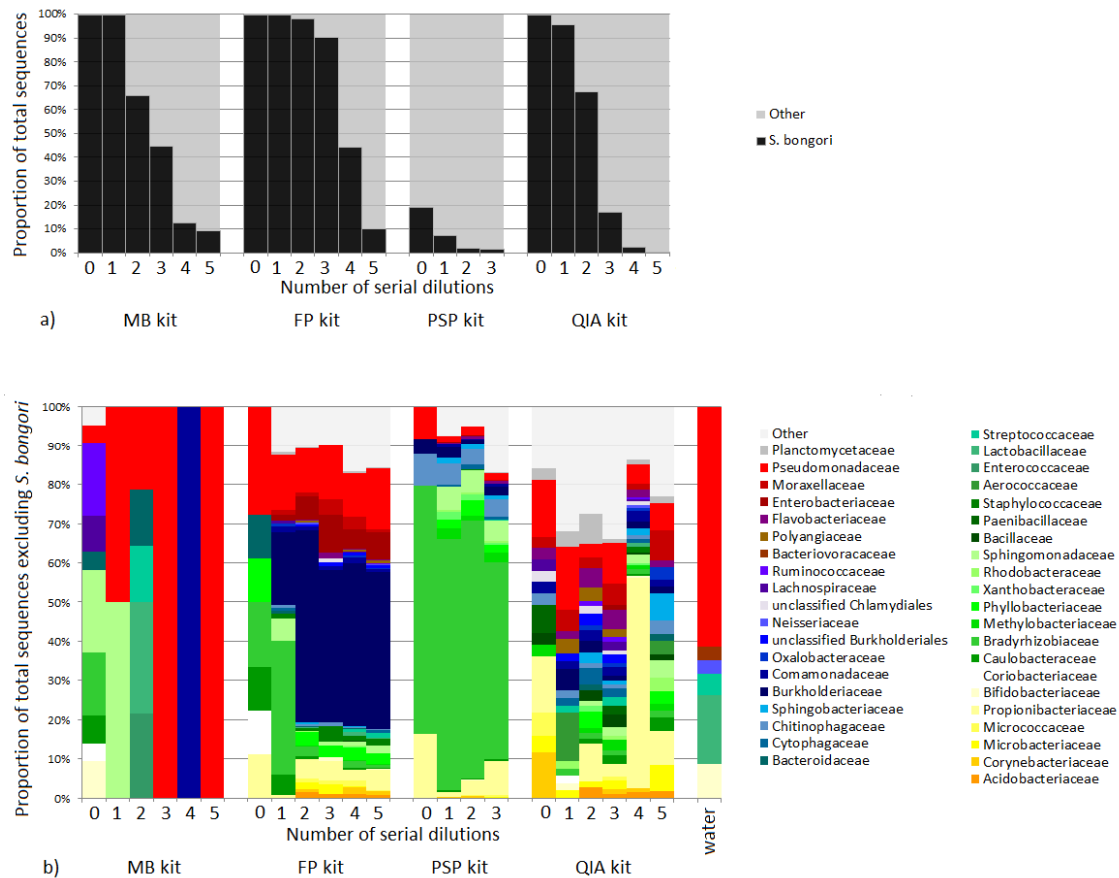 Proportion of total sequences
100%
90%
80%
70%
60%
50%
40%
30%
20%
10%
0%
0 1 2 3 4 5 0 1 2 3 4 5 0 1 2 3 0 1 2 3 4 5
Number of serial dilutions
a) MB kit FP kit PSP kit QIA kit
Other
S. bongori
Proportion of total sequences excluding S. bongori
100%
90%
80%
70%
60%
50%
40%
30%
20%
10%
0%
0 1 2 3 4 5 0 1 2 3 4 5 0 1 2 3 0 1 2 3 4 5 water
Number of serial dilutions
b) MB kit FP kit PSP kit QIA kit
Other
Planctomycetaceae
Pseudomonadaceae
Moraxellaceae
Enterobacteriaceae
Flavobacteriaceae
Polyangiaceae
Bacteriovoracaceae
Ruminococcaceae
Lachnospiraceae
unclassified Chlamydiales
Neisseriaceae
unclassified Burkholderiales
Oxalobacteraceae
Comamonadaceae
Burkholderiaceae
Sphingobacteriaceae
Chitinophagaceae
Cytophagaceae
Bacteroidaceae
Streptococcaceae
Lactobacillaceae
Enterococcaceae
Aerococcaceae
Staphylococcaceae
Paenibacillaceae
Bacillaceae
Sphingomonadaceae
Rhodobacteraceae
Xanthobacteraceae
Phyllobacteriaceae
Methylobacteriaceae
Bradyrhizobiaceae
Caulobacteraceae
Coriobacteriaceae
Bifidobacteriaceae
Propionibacteriaceae
Micrococcaceae
Microbacteriaceae
Corynebacteriaceae
Acidobacteriaceae